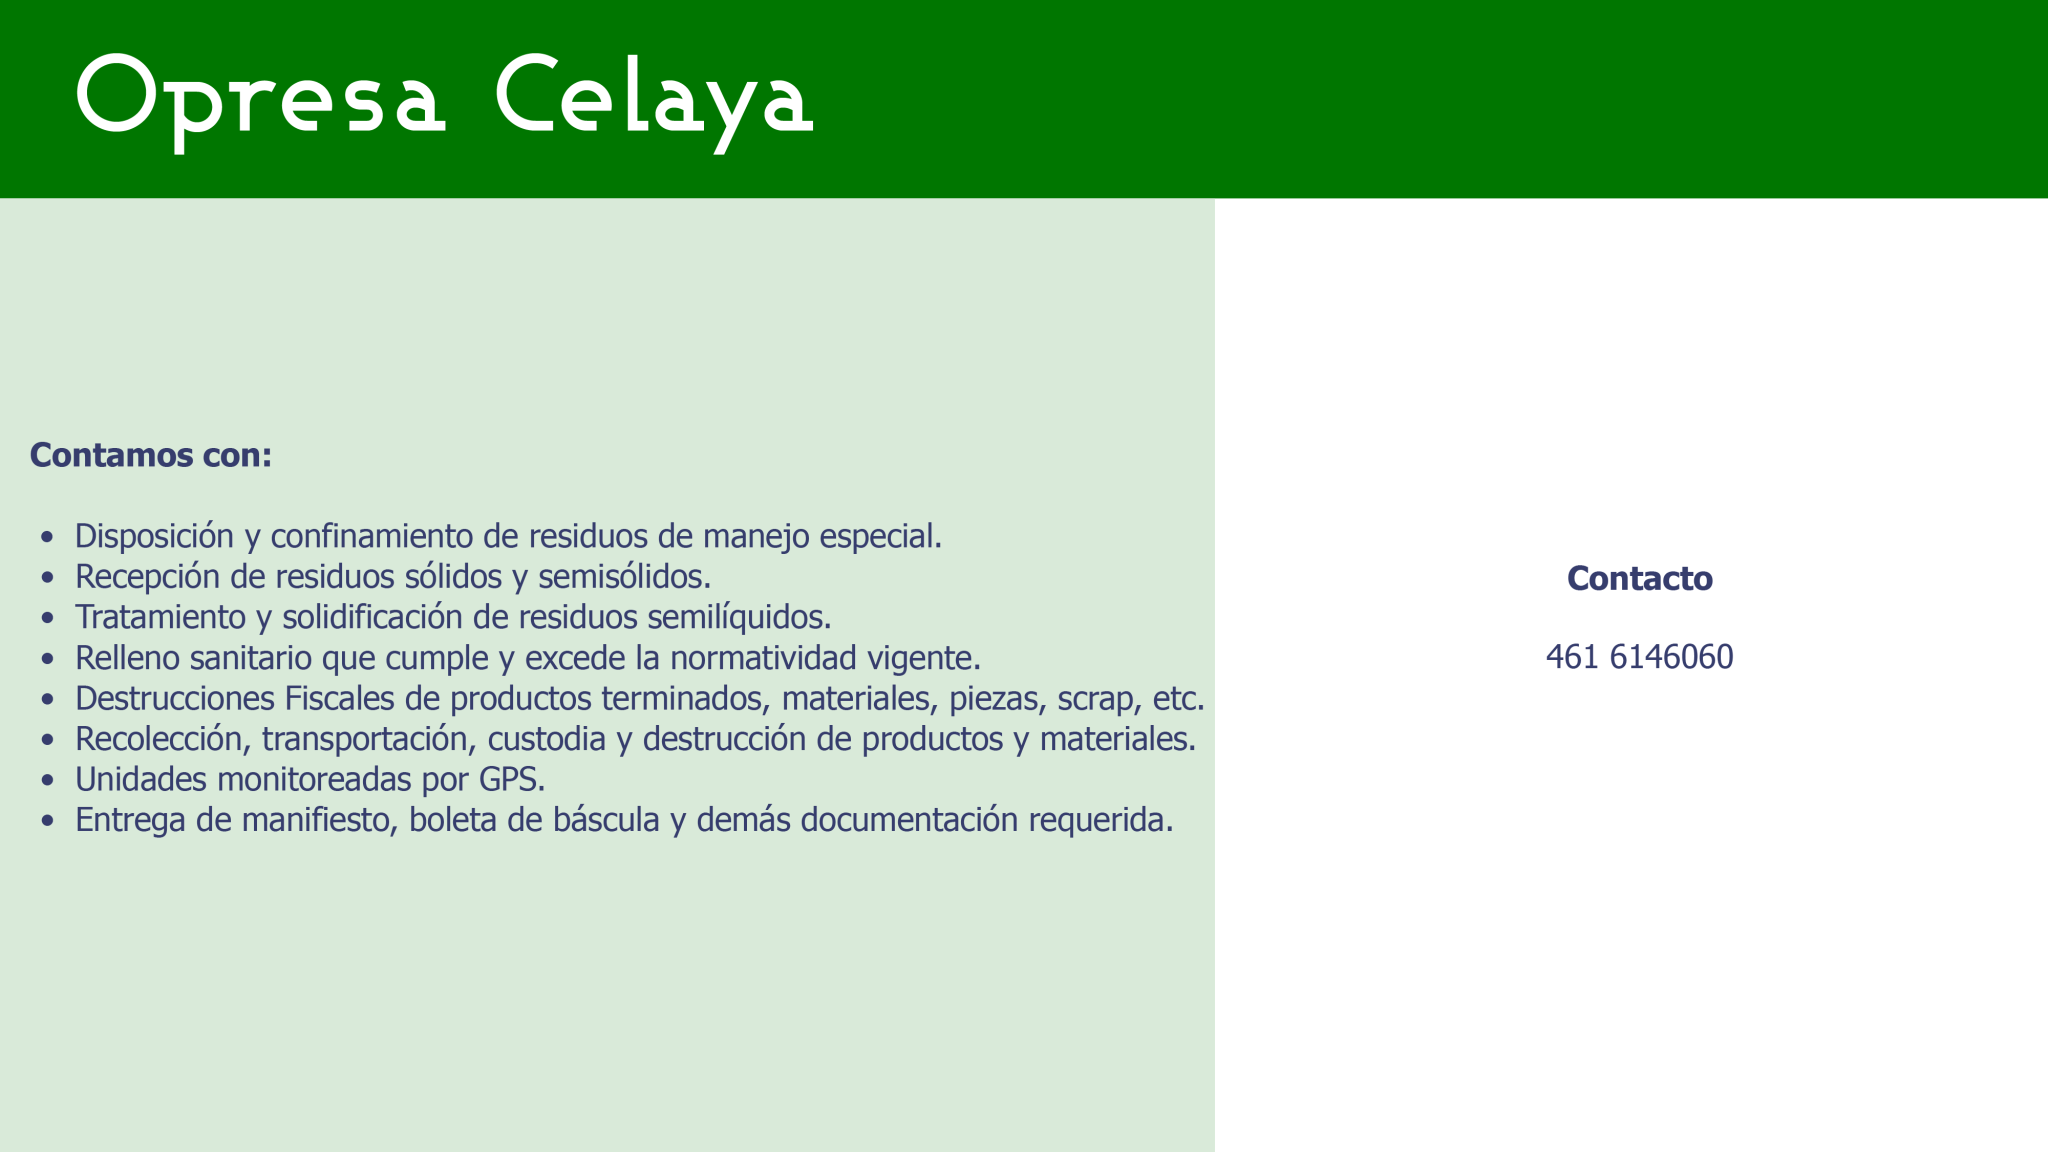 Opresa Celaya
Contamos con:
• Disposición y confinamiento de residuos de manejo especial.
• Recepción de residuos sólidos y semisólidos.
• Tratamiento y solidificación de residuos semilíquidos.
• Relleno sanitario que cumple y excede la normatividad vigente.
• Destrucciones Fiscales de productos terminados, materiales, piezas, scrap, etc.
• Recolección, transportación, custodia y destrucción de productos y materiales.
• Unidades monitoreadas por GPS.
• Entrega de manifiesto, boleta de báscula y demás documentación requerida.
Contacto
461 6146060